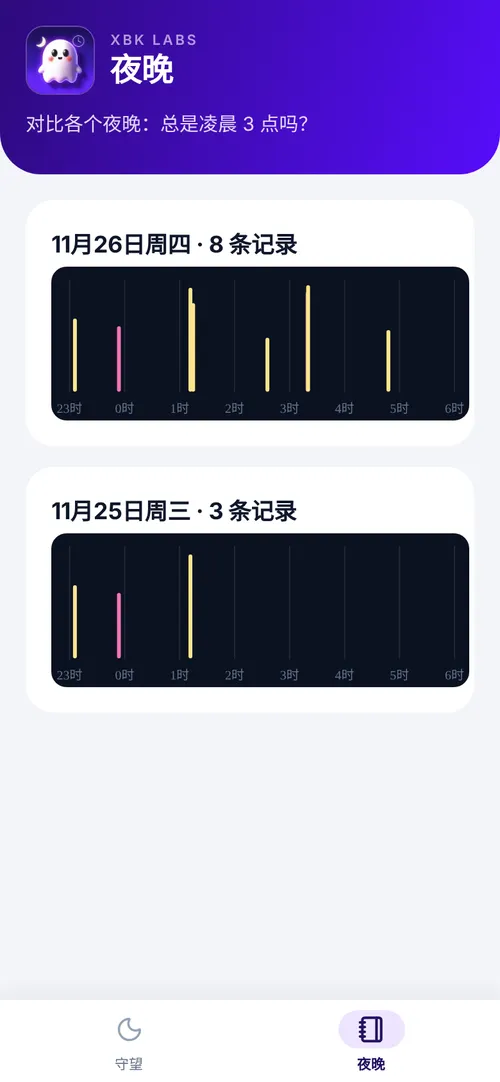 XBK LABS
夜晚
对比各个夜晚：总是凌晨 3 点吗？
11月26日周四 · 8 条记录
23时 0时 1时 2时 3时 4时 5时 6时
11月25日周三 · 3 条记录
23时 0时 1时 2时 3时 4时 5时 6时
守望 夜晚